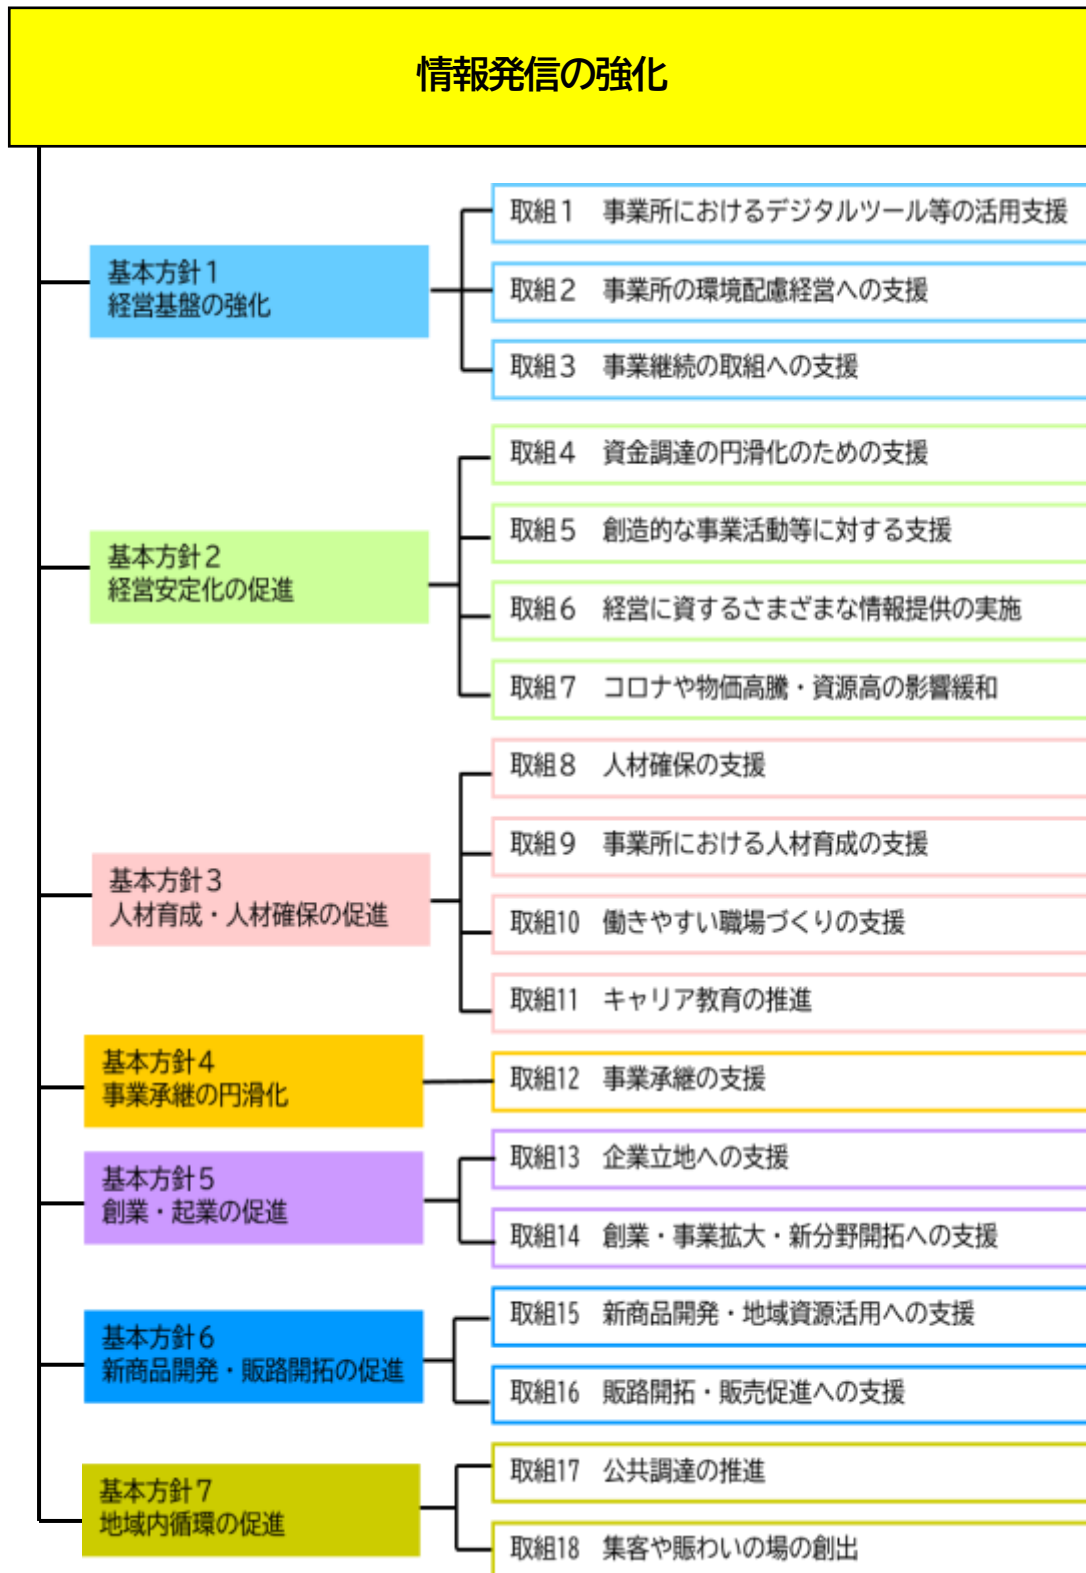 情報発信の強化
基本方針1
経営基盤の強化
取組1 事業所におけるデジタルツール等の活用支援
取組2 事業所の環境配慮経営への支援
取組3 事業継続の取組への支援
基本方針2
経営安定化の促進
取組4 資金調達の円滑化のための支援
取組5 創造的な事業活動等に対する支援
取組6 経営に資するさまざまな情報提供の実施
取組7 コロナや物価高騰・資源高の影響緩和
基本方針3
人材育成・人材確保の促進
取組8 人材確保の支援
取組9 事業所における人材育成の支援
取組10 働きやすい職場づくりの支援
取組11 キャリア教育の推進
基本方針4
事業承継の円滑化
取組12 事業承継の支援
基本方針5
創業・起業の促進
取組13 企業立地への支援
取組14 創業・事業拡大・新分野開拓への支援
基本方針6
新商品開発・販路開拓の促進
取組15 新商品開発・地域資源活用への支援
取組16 販路開拓・販売促進への支援
基本方針7
地域内循環の促進
取組17 公共調達の推進
取組18 集客や賑わいの場の創出